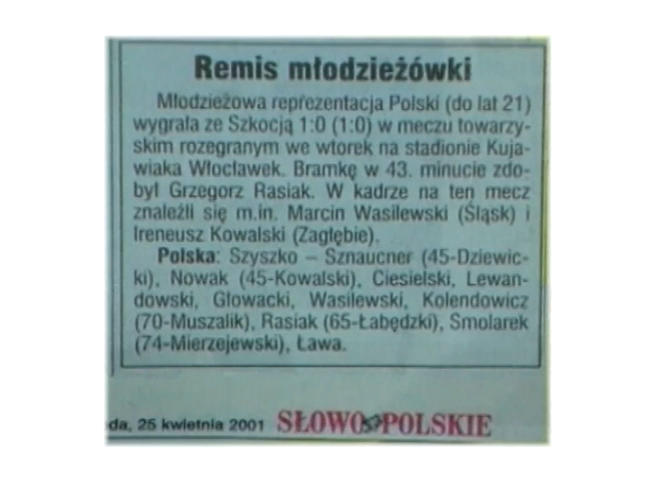 Remis młodzieżówki
Młodzieżowa reprezentacja Polski (do lat 21)
wygrała ze Szkocją 1:0 (1:0) w meczu towarzy-
skim rozegranym we wtorek na stadionie Kuja-
wiaka Włocławek. Bramkę w 43. minucie zdo-
był Grzegorz Rasiak. W kadrze na ten mecz
znaleźli się m.in. Marcin Wasilewski (Śląsk) i
Ireneusz Kowalski (Zagłębie).
Polska: Szyszko – Sznaucner (45-Dziewic-
ki), Nowak (45-Kowalski), Ciesielski, Lewan-
dowski, Głowacki, Wasilewski, Kolendowicz
(70-Muszalik), Rasiak (65-Łabędzki), Smolarek
(74-Mierzejewski), Ława.
da, 25 kwietnia 2001 SŁOWO POLSKIE